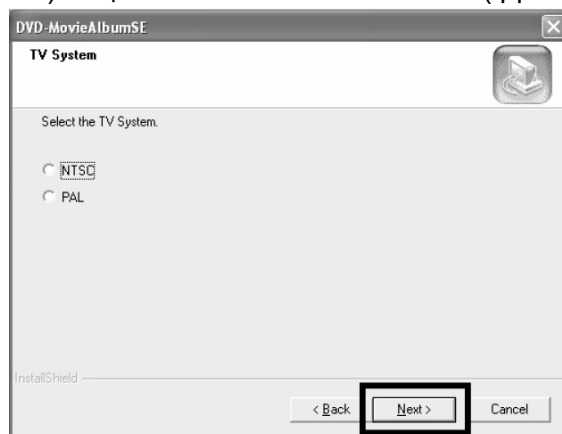 DVD-MovieAlbumSE
TV System
Select the TV System.
NTSC
PAL
InstallShield
< Back
Next >
Cancel